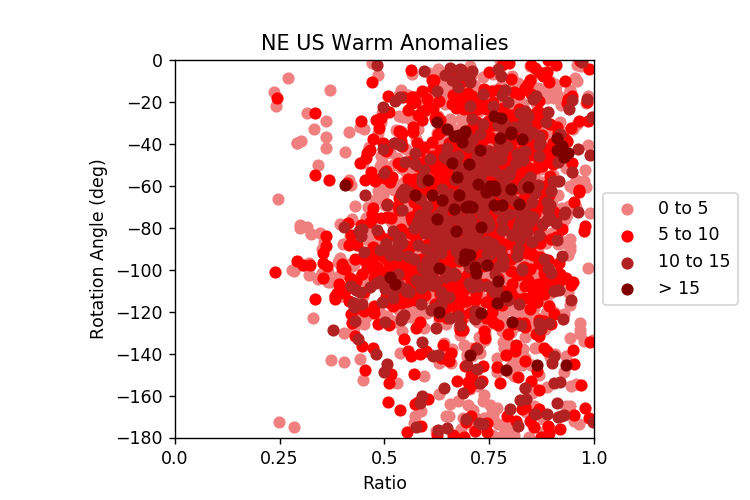 NE US Warm Anomalies
0
−20
−40
−60
−80
−100
−120
−140
−160
−180
Rotation Angle (deg)
0.0
0.25
0.5
0.75
1.0
Ratio
0 to 5
5 to 10
10 to 15
> 15